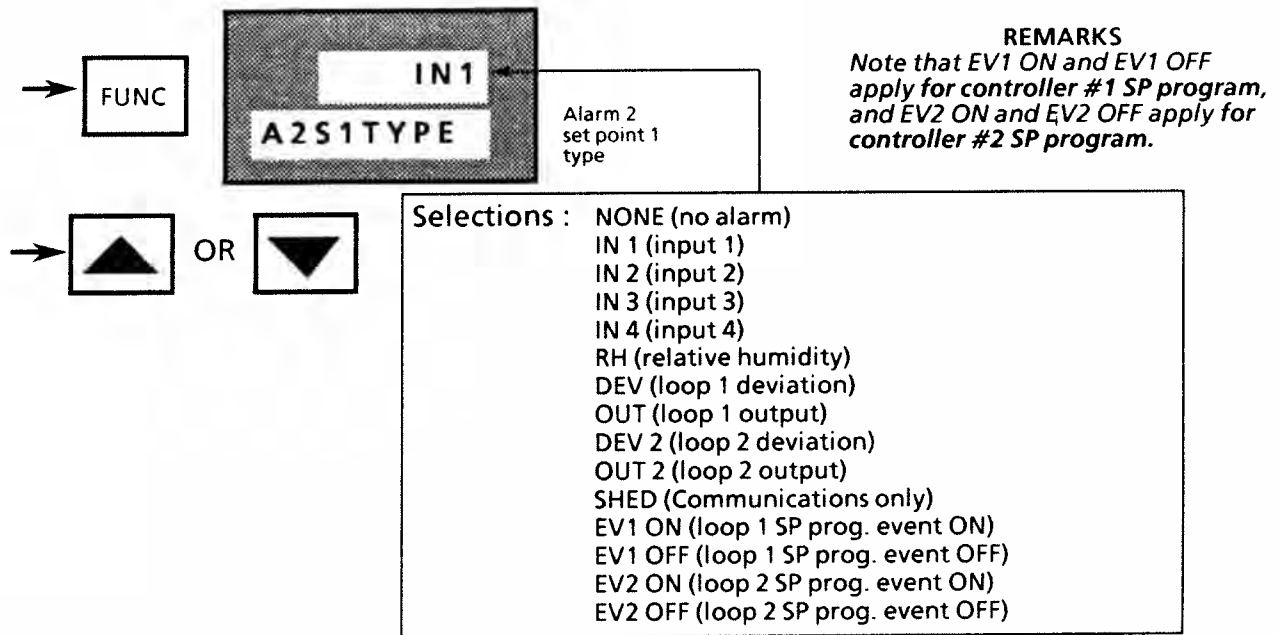 FUNC
IN1
A2S1TYPE
Alarm 2
set point 1
type
REMARKS
Note that EV1 ON and EV1 OFF
apply for controller #1 SP program,
and EV2 ON and EV2 OFF apply for
controller #2 SP program.
OR
Selections : NONE (no alarm)
IN 1 (input 1)
IN 2 (input 2)
IN 3 (input 3)
IN 4 (input 4)
RH (relative humidity)
DEV (loop 1 deviation)
OUT (loop 1 output)
DEV 2 (loop 2 deviation)
OUT 2 (loop 2 output)
SHED (Communications only)
EV1 ON (loop 1 SP prog. event ON)
EV1 OFF (loop 1 SP prog. event OFF)
EV2 ON (loop 2 SP prog. event ON)
EV2 OFF (loop 2 SP prog. event OFF)